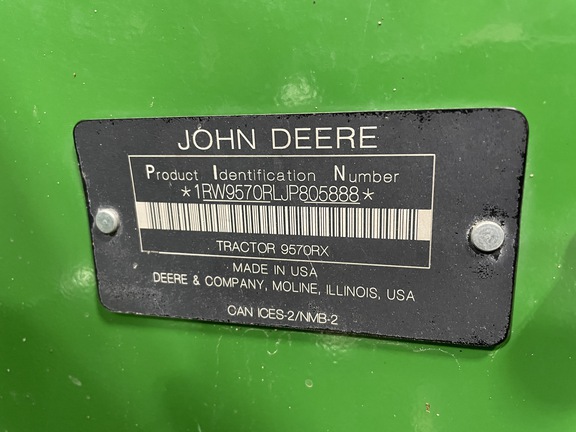 JOHN DEERE
Product Identification Number
*1RW9570RLJP805888*
TRACTOR 9570RX
MADE IN USA
DEERE & COMPANY, MOLINE, ILLINOIS, USA
CAN ICES-2/NMB-2